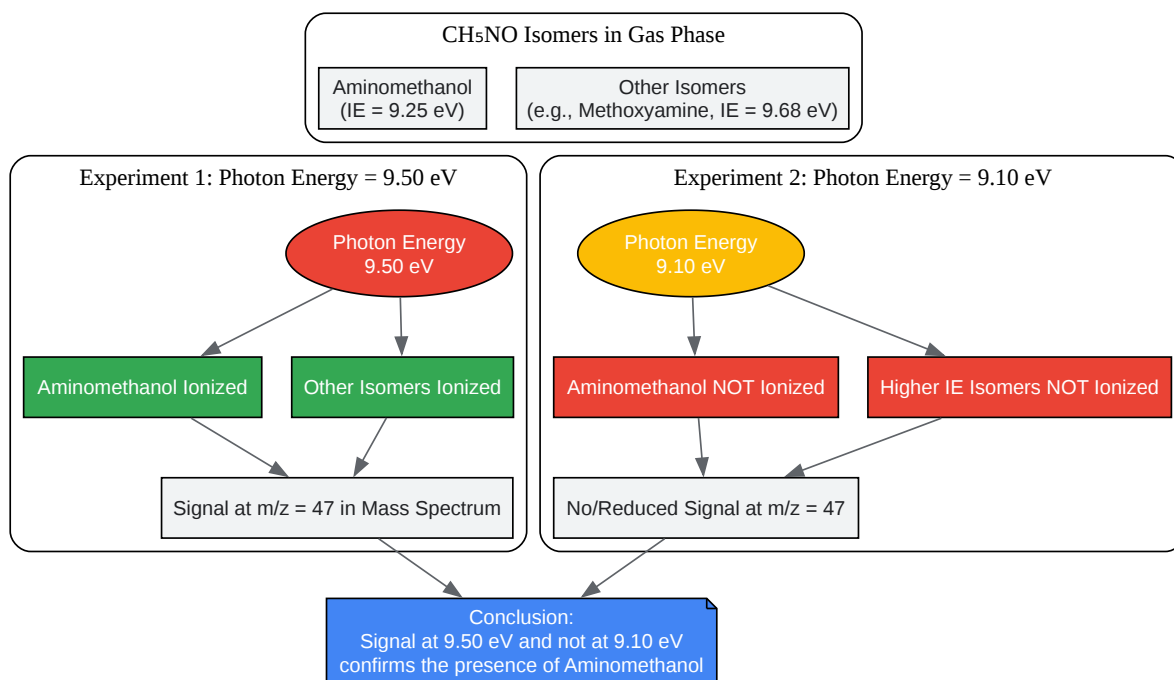 CH₅NO Isomers in Gas Phase
Aminomethanol
(IE = 9.25 eV)
Other Isomers
(e.g., Methoxyamine, IE = 9.68 eV)
Experiment 1: Photon Energy = 9.50 eV
Photon Energy
9.50 eV
Aminomethanol Ionized
Other Isomers Ionized
Signal at m/z = 47 in Mass Spectrum
Experiment 2: Photon Energy = 9.10 eV
Photon Energy
9.10 eV
Aminomethanol NOT Ionized
Higher IE Isomers NOT Ionized
No/Reduced Signal at m/z = 47
Conclusion:
Signal at 9.50 eV and not at 9.10 eV
confirms the presence of Aminomethanol